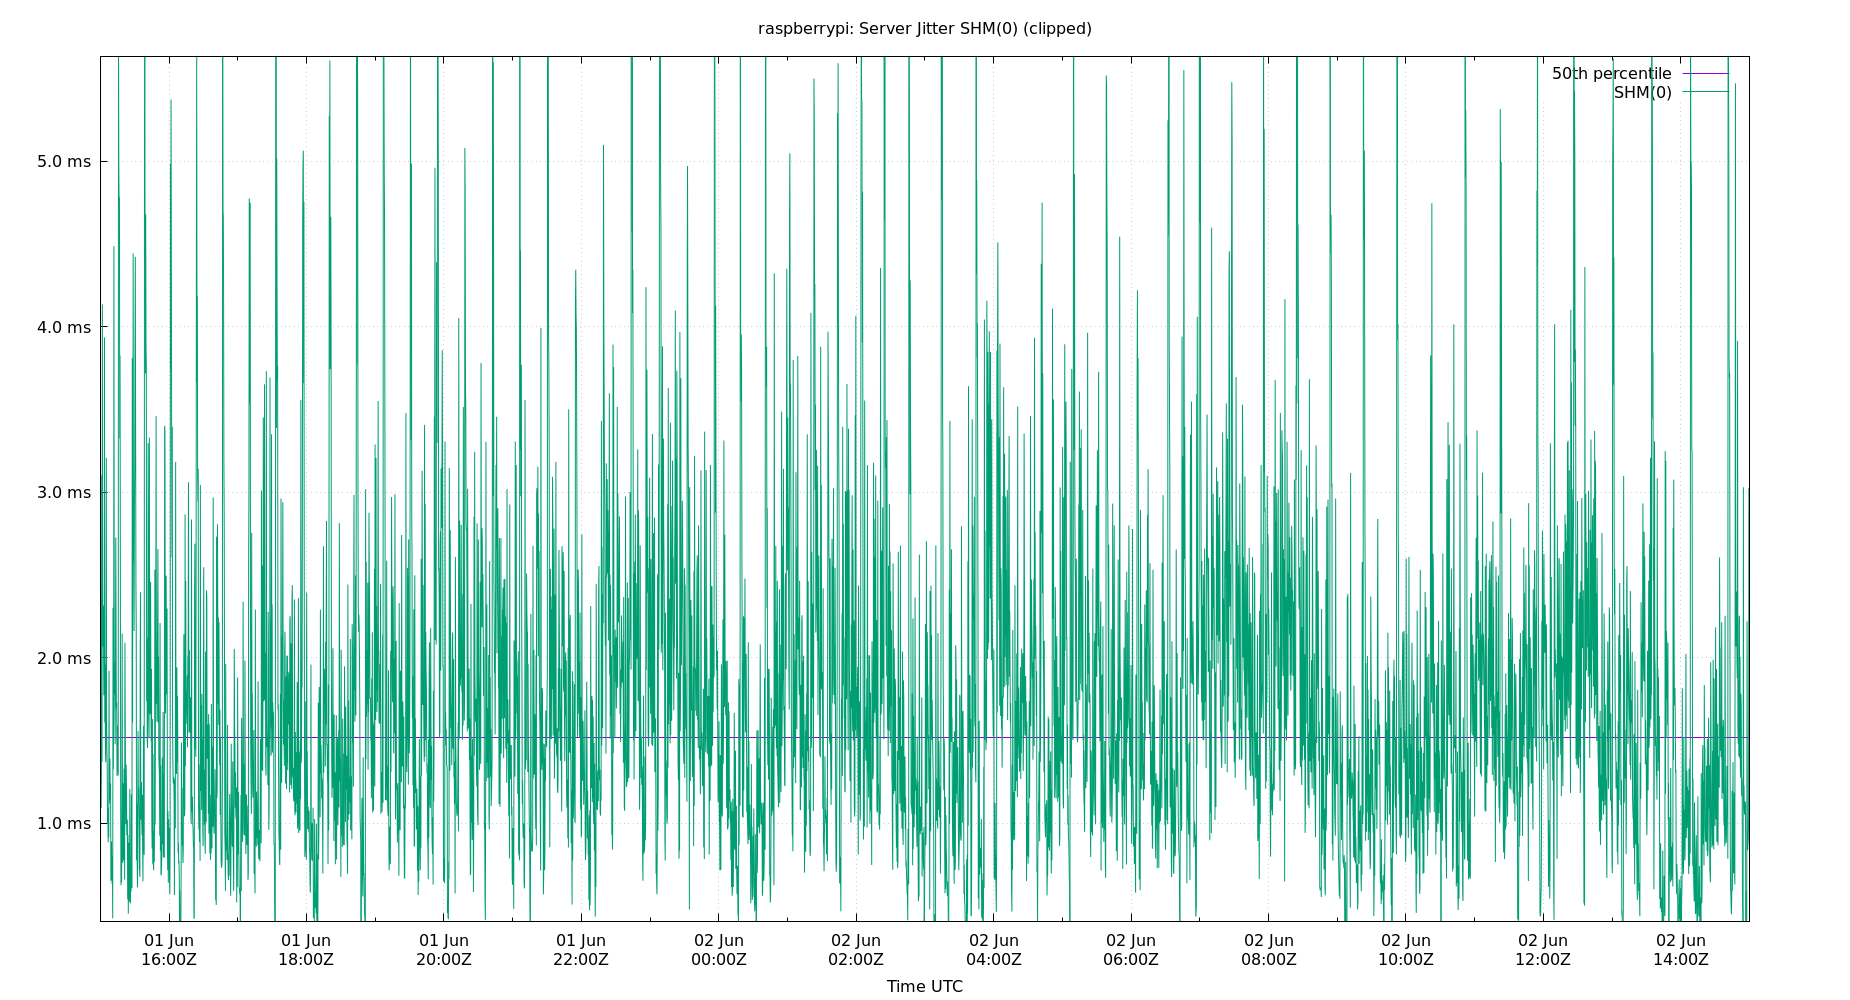 raspberrypi: Server Jitter SHM(0) (clipped)
50th percentile
SHM(0)
5.0 ms
4.0 ms
3.0 ms
2.0 ms
1.0 ms
01 Jun 01 Jun 01 Jun 01 Jun 02 Jun 02 Jun 02 Jun 02 Jun 02 Jun 02 Jun 02 Jun 02 Jun
16:00Z 18:00Z 20:00Z 22:00Z 00:00Z 02:00Z 04:00Z 06:00Z 08:00Z 10:00Z 12:00Z 14:00Z
Time UTC